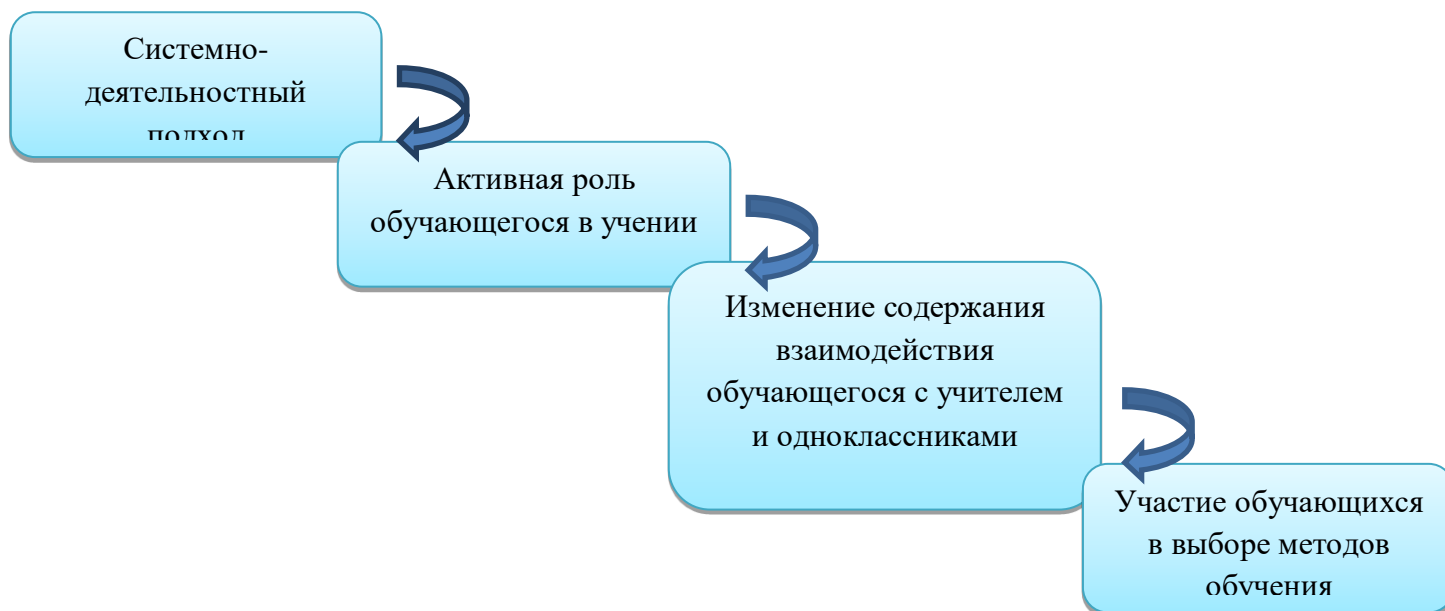 Системно-
деятельностный
подход
Активная роль
обучающегося в учении
Изменение содержания
взаимодействия
обучающегося с учителем
и одноклассниками
Участие обучающихся
в выборе методов
обучения